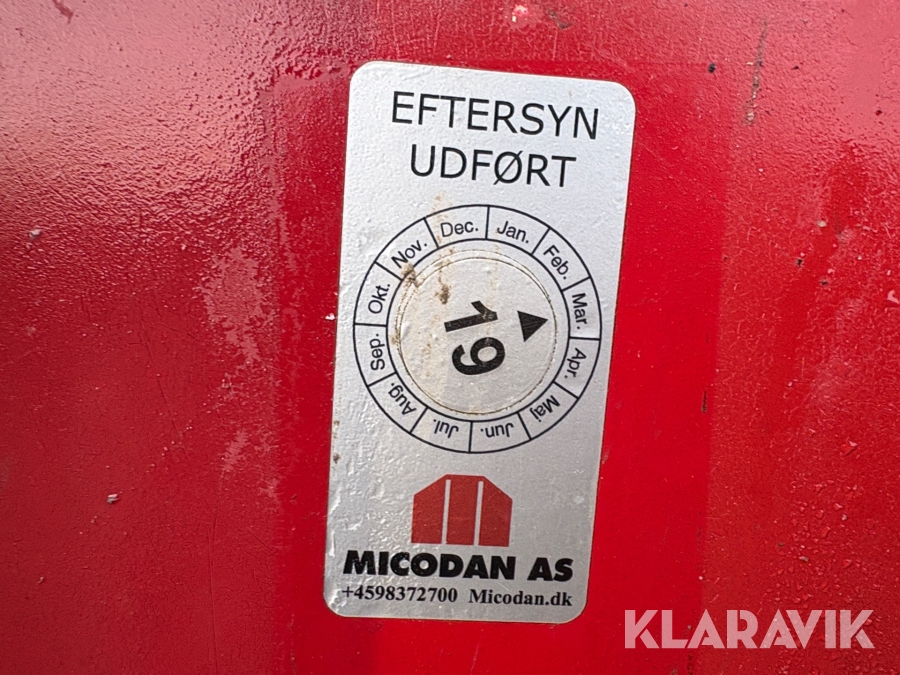 EFTERSYN
UDFØRT
Jan.
Feb.
Mar.
Apr.
Maj
Jun.
Jul.
Aug.
Sep.
Okt.
Nov.
Dec.
19
MICODAN AS
+4598372700 Micodan.dk
KLARAVIK